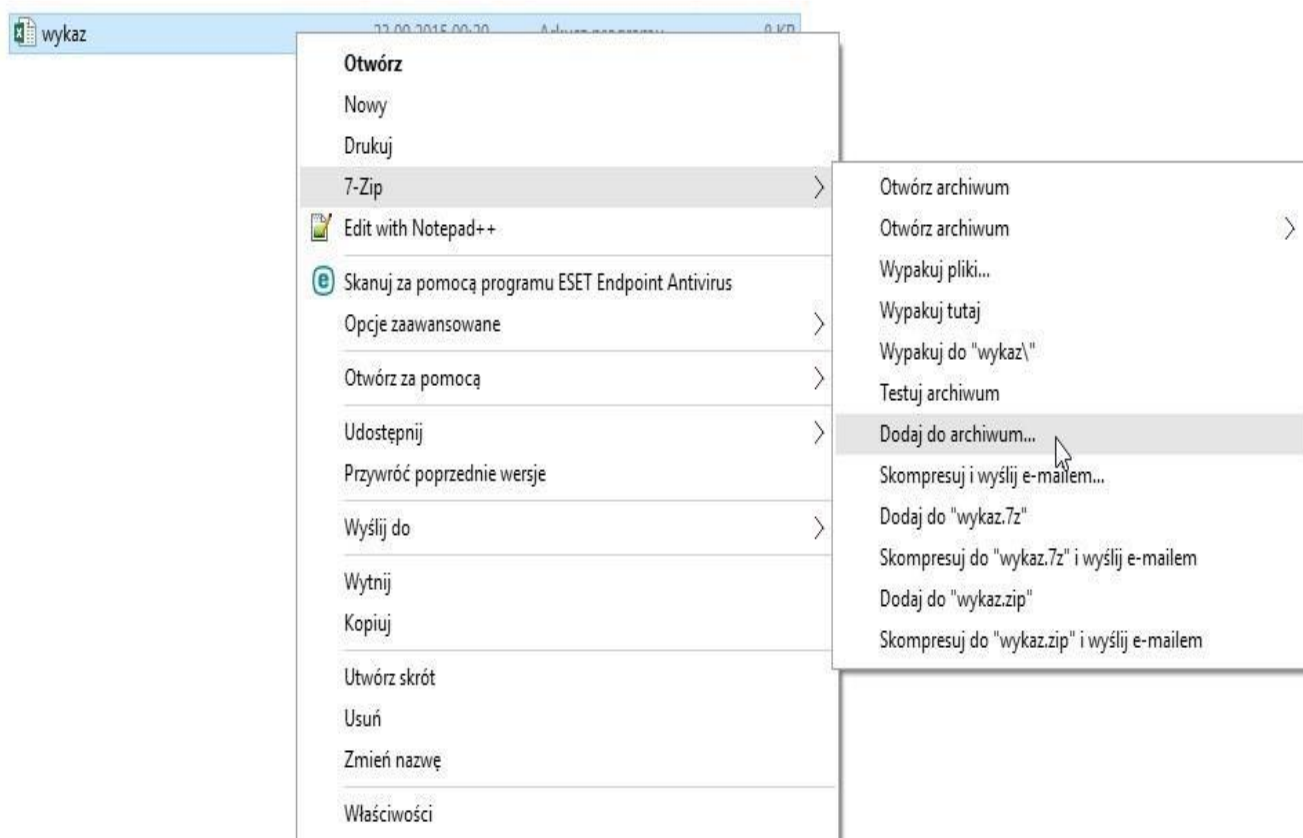 wykaz
Otwórz
Nowy
Drukuj
7-Zip
Edit with Notepad++
Skanuj za pomocą programu ESET Endpoint Antivirus
Opcje zaawansowane
Otwórz za pomocą
Udostępnij
Przywróć poprzednie wersje
Wyślij do
Wytnij
Kopiuj
Utwórz skrót
Usuń
Zmień nazwę
Właściwości
Otwórz archiwum
Otwórz archiwum
Wypakuj pliki...
Wypakuj tutaj
Wypakuj do "wykaz\"
Testuj archiwum
Dodaj do archiwum...
Skompresuj i wyślij e-mailem...
Dodaj do "wykaz.7z"
Skompresuj do "wykaz.7z" i wyślij e-mailem
Dodaj do "wykaz.zip"
Skompresuj do "wykaz.zip" i wyślij e-mailem